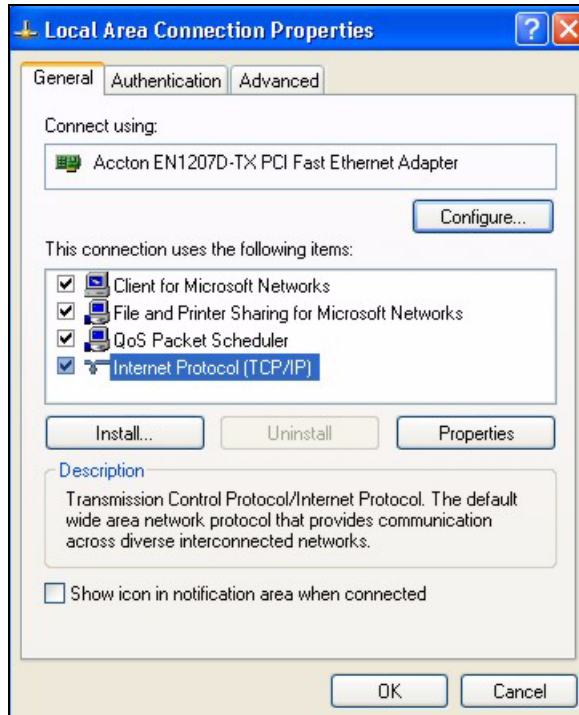 Local Area Connection Properties
General Authentication Advanced
Connect using:
Accton EN1207D-TX PCI Fast Ethernet Adapter
Configure...
This connection uses the following items:
Client for Microsoft Networks
File and Printer Sharing for Microsoft Networks
QoS Packet Scheduler
Internet Protocol (TCP/IP)
Install... Uninstall Properties
Description
Transmission Control Protocol/Internet Protocol. The default
wide area network protocol that provides communication
across diverse interconnected networks.
Show icon in notification area when connected
OK Cancel